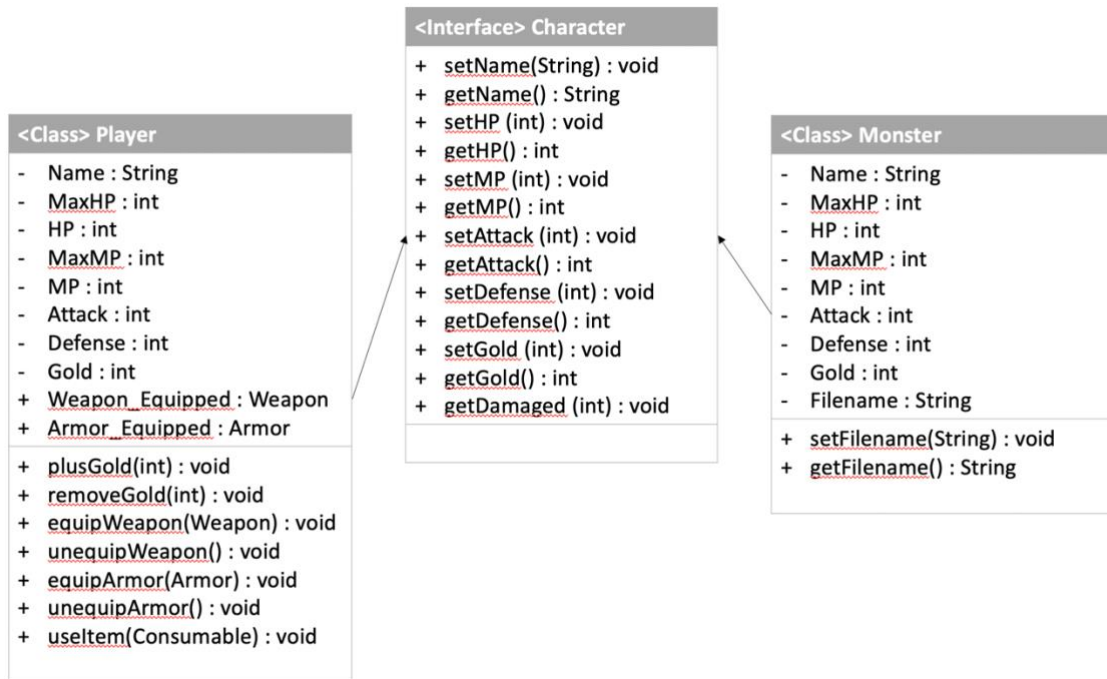 <Interface> Character
+ setName(String) : void
+ getName() : String
+ setHP (int) : void
+ getHP() : int
+ setMP (int) : void
+ getMP() : int
+ setAttack (int) : void
+ getAttack() : int
+ setDefense (int) : void
+ getDefense() : int
+ setGold (int) : void
+ getGold() : int
+ getDamaged (int) : void
<Class> Player
- Name : String
- MaxHP : int
- HP : int
- MaxMP : int
- MP : int
- Attack : int
- Defense : int
- Gold : int
+ Weapon_Equipped : Weapon
+ Armor_Equipped : Armor
+ plusGold(int) : void
+ removeGold(int) : void
+ equipWeapon(Weapon) : void
+ unequipWeapon() : void
+ equipArmor(Armor) : void
+ unequipArmor() : void
+ useItem(Consumable) : void
<Class> Monster
- Name : String
- MaxHP : int
- HP : int
- MaxMP : int
- MP : int
- Attack : int
- Defense : int
- Gold : int
- Filename : String
+ setFilename(String) : void
+ getFilename() : String